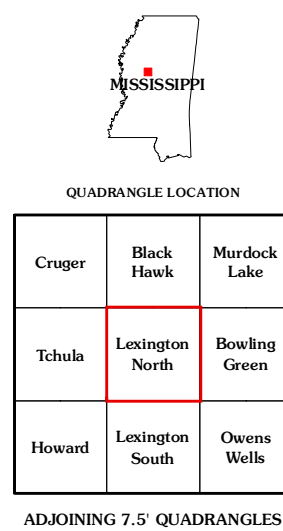 MISSISSIPPI
QUADRANGLE LOCATION
Cruger
Black
Hawk
Murdock
Lake
Tchula
Lexington
North
Bowling
Green
Howard
Lexington
South
Owens
Wells
ADJOINING 7.5' QUADRANGLES